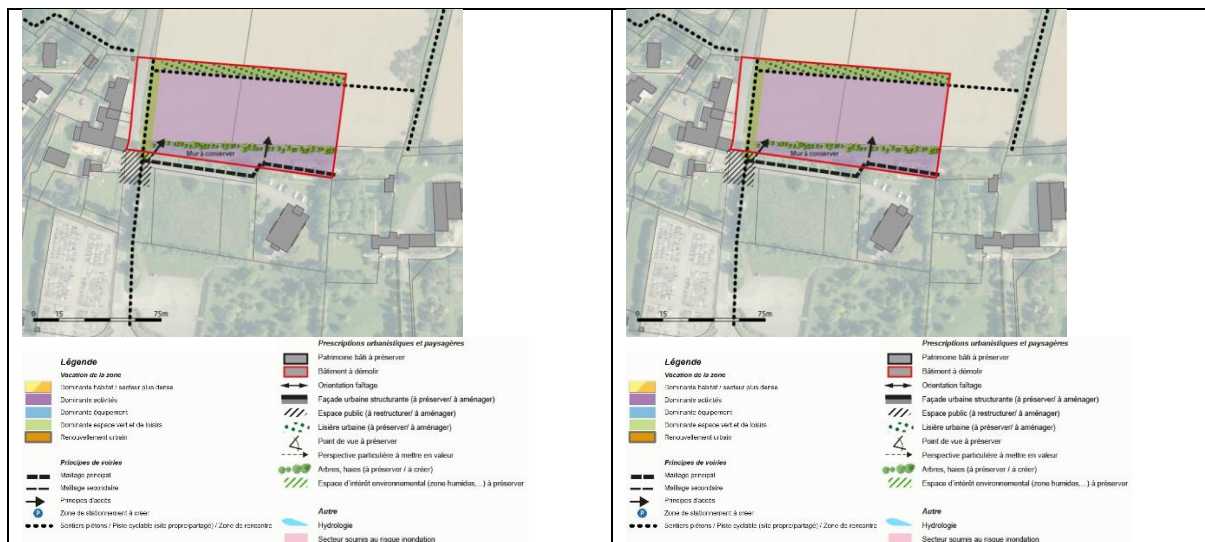 Mur à conserver
0 15 75m
Légende
Vocation de la zone
Dominante habitat / secteur plus dense
Dominante activités
Dominante équipement
Dominante espace vert et de loisirs
Renouvellement urbain
Principes de voiries
Maillage principal
Maillage secondaire
Principes d'accès
P Zone de stationnement à créer
Sentiers piétons / Piste cyclable (site propre/partagé) / Zone de rencontre
Prescriptions urbanistiques et paysagères
Patrimoine bâti à préserver
Bâtiment à démolir
Orientation faîtage
Façade urbaine structurante (à préserver/ à aménager)
Espace public (à restructurer/ à aménager)
Lisière urbaine (à préserver/ à aménager)
Point de vue à préserver
Perspective particulière à mettre en valeur
Arbres, haies (à préserver / à créer)
Espace d'intérêt environemental (zone humides,...) à préserver
Autre
Hydrologie
Secteur soumis au risque inondation
Mur à conserver
0 15 75m
Légende
Vocation de la zone
Dominante habitat / secteur plus dense
Dominante activités
Dominante équipement
Dominante espace vert et de loisirs
Renouvellement urbain
Principes de voiries
Maillage principal
Maillage secondaire
Principes d'accès
P Zone de stationnement à créer
Sentiers piétons / Piste cyclable (site propre/partagé) / Zone de rencontre
Prescriptions urbanistiques et paysagères
Patrimoine bâti à préserver
Bâtiment à démolir
Orientation faîtage
Façade urbaine structurante (à préserver/ à aménager)
Espace public (à restructurer/ à aménager)
Lisière urbaine (à préserver/ à aménager)
Point de vue à préserver
Perspective particulière à mettre en valeur
Arbres, haies (à préserver / à créer)
Espace d'intérêt environemental (zone humides,...) à préserver
Autre
Hydrologie
Secteur soumis au risque inondation